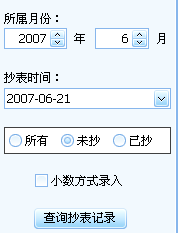 所属月份：
2007 年 6 月
抄表时间：
2007-06-21
所有 未抄 已抄
小数方式录入
查询抄表记录